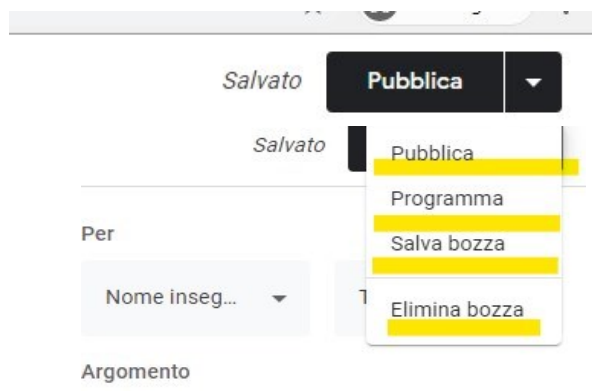 Salvato Pubblica
Salvato
Pubblica
Programma
Salva bozza
Per
Nome inseg...
Elimina bozza
Argomento